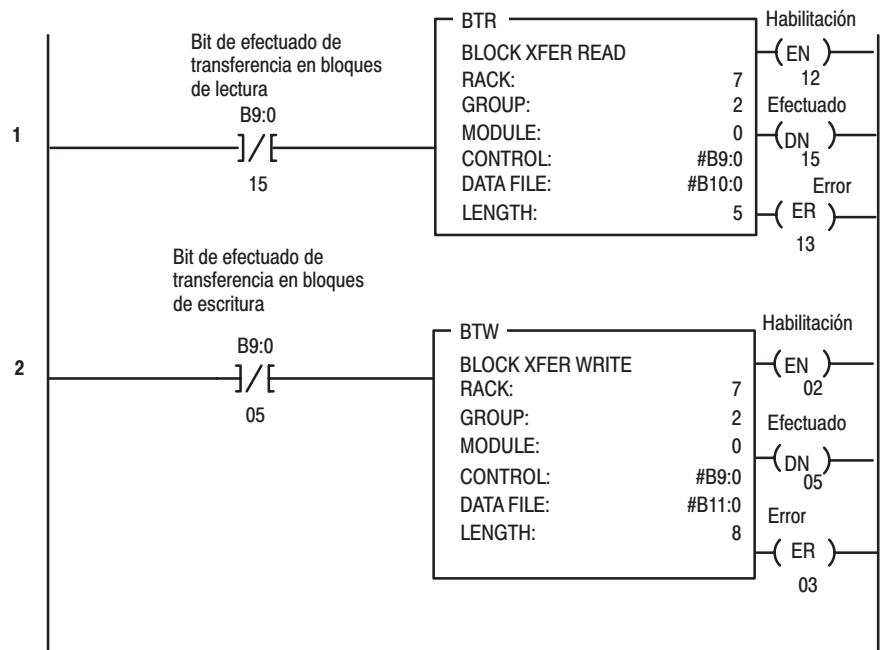 BTR
Habilitación
Bit de efectuado de
transferencia en bloques
de lectura
B9:0
1
]/[
15
BLOCK XFER READ
RACK: 7
GROUP: 2
MODULE: 0
CONTROL: #B9:0
DATA FILE: #B10:0
LENGTH: 5
EN
12
Efectuado
DN
15
Error
ER
13
Bit de efectuado de
transferencia en bloques
de escritura
B9:0
2
]/[
05
BTW
Habilitación
BLOCK XFER WRITE
RACK: 7
GROUP: 2
MODULE: 0
CONTROL: #B9:0
DATA FILE: #B11:0
LENGTH: 8
EN
02
Efectuado
DN
05
Error
ER
03